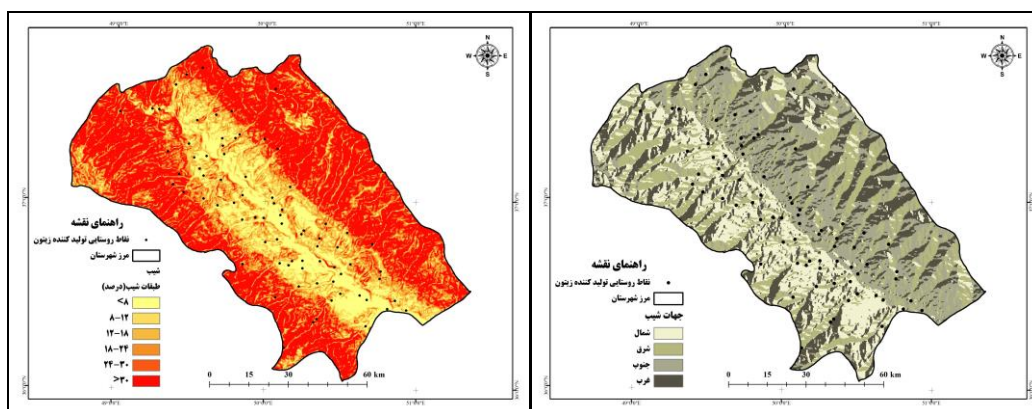 N
W E
S
راهنمای نقشه
نقاط روستایی تولید کننده زیتون
مرز شهرستان
شیب
طبقات شیب(درصد)
<۸
۸-۱۲
۱۲-۱۸
۱۸-۲۴
۲۴-۳۰
>۳۰
0 15 30 60 km
N
W E
S
راهنمای نقشه
نقاط روستایی تولید کننده زیتون
مرز شهرستان
جهات شیب
شمال
شرق
جنوب
غرب
0 15 30 60 km